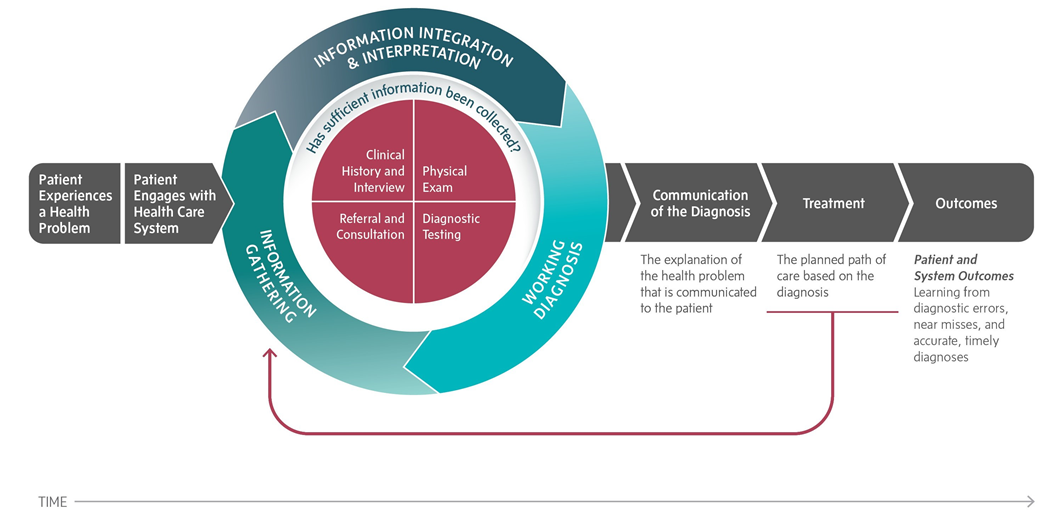 INFORMATION INTEGRATION
& INTERPRETATION
Has sufficient information been collected?
Clinical
History and
Interview
Physical
Exam
Referral and
Consultation
Diagnostic
Testing
INFORMATION
GATHERING
WORKING
DIAGNOSIS
Patient
Experiences
a Health
Problem
Patient
Engages with
Health Care
System
Communication
of the Diagnosis
Treatment
Outcomes
The explanation of
the health problem
that is communicated
to the patient
The planned path of
care based on the
diagnosis
Patient and
System Outcomes
Learning from
diagnostic errors,
near misses, and
accurate, timely
diagnoses
TIME